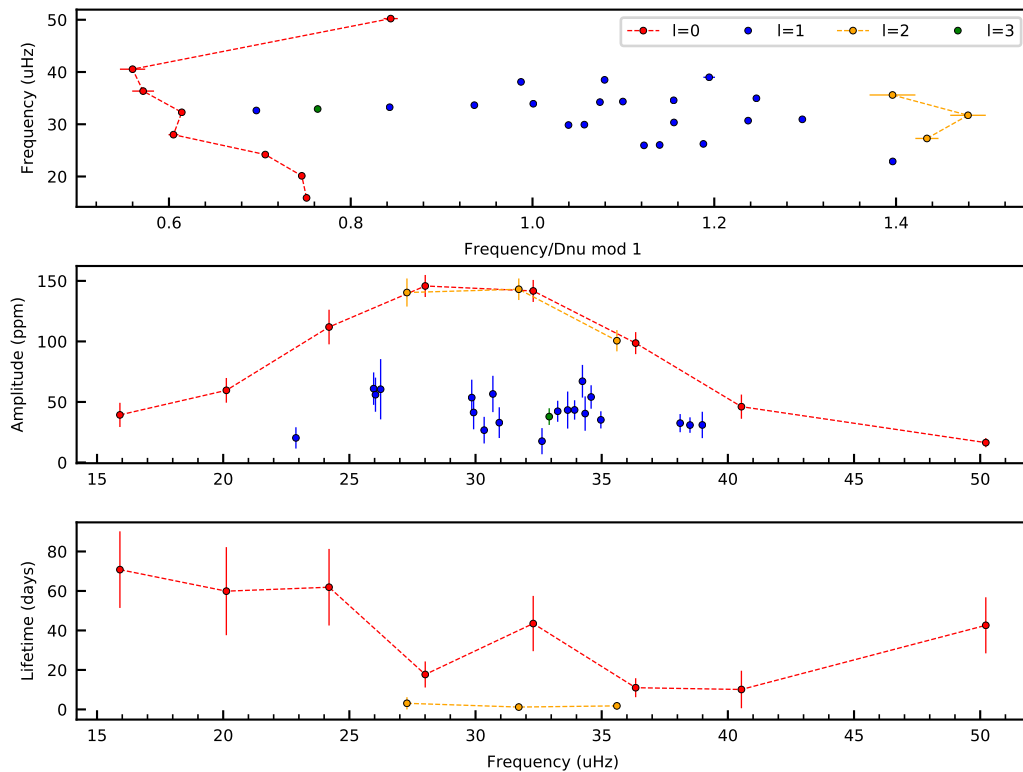 50
40
30
20
Frequency (uHz)
l=0 l=1 l=2 l=3
0.6 0.8 1.0 1.2 1.4
Frequency/Dnu mod 1
150
100
50
0
Amplitude (ppm)
15 20 25 30 35 40 45 50
80
60
40
20
0
Lifetime (days)
15 20 25 30 35 40 45 50
Frequency (uHz)